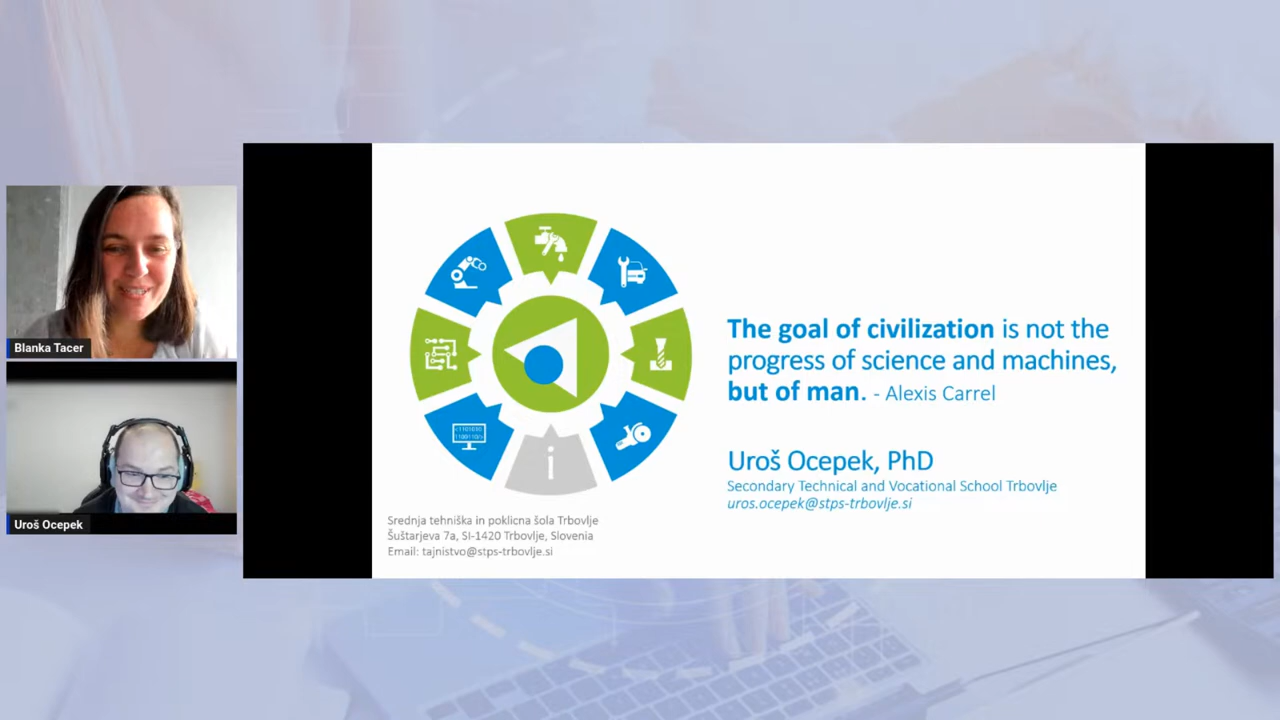 Blanka Tacer
Uroš Ocepek
<1101010
1100110/>
i
The goal of civilization is not the
progress of science and machines,
but of man. - Alexis Carrel
Uroš Ocepek, PhD
Secondary Technical and Vocational School Trbovlje
uros.ocepek@stps-trbovlje.si
Srednja tehniška in poklicna šola Trbovlje
Šuštarjeva 7a, SI-1420 Trbovlje, Slovenia
Email: tajnistvo@stps-trbovlje.si